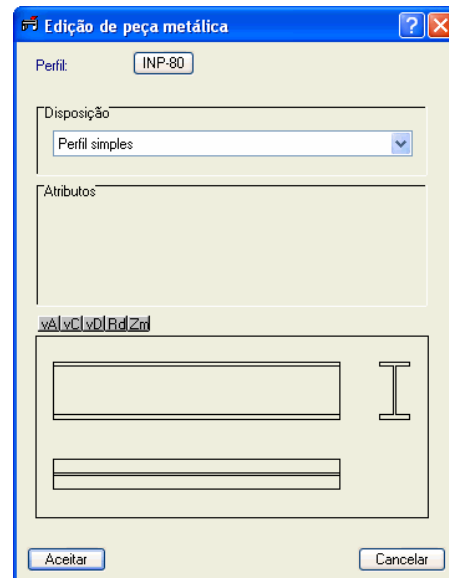 Edição de peça metálica
Perfil: INP-80
Disposição
Perfil simples
Atributos
vA vC vD Rd Zm
Aceitar Cancelar